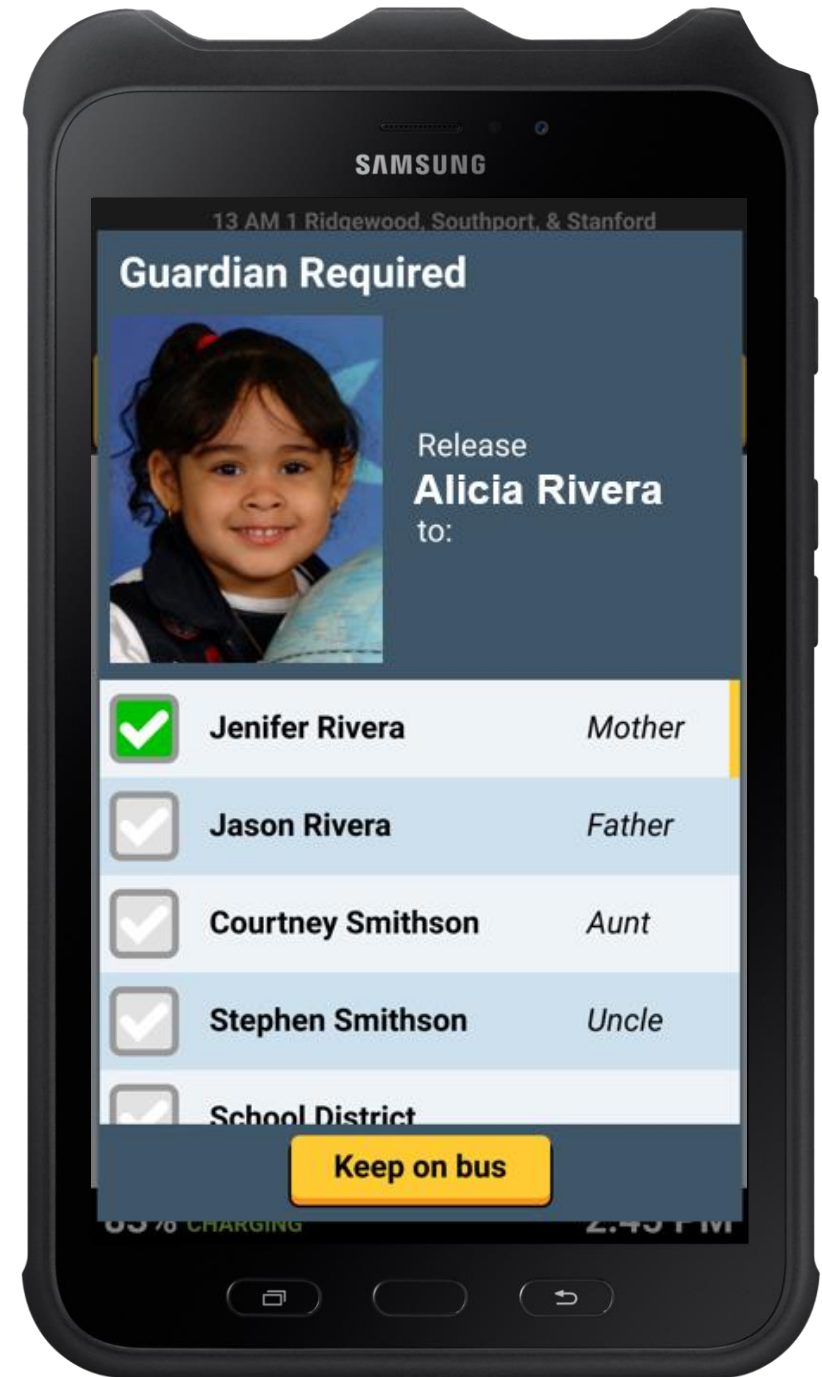 SAMSUNG
13 AM 1 Ridgewood, Southport, & Stanford
Guardian Required
Release
Alicia Rivera
to:
Jenifer Rivera Mother
Jason Rivera Father
Courtney Smithson Aunt
Stephen Smithson Uncle
School District
Keep on bus
CHARGING